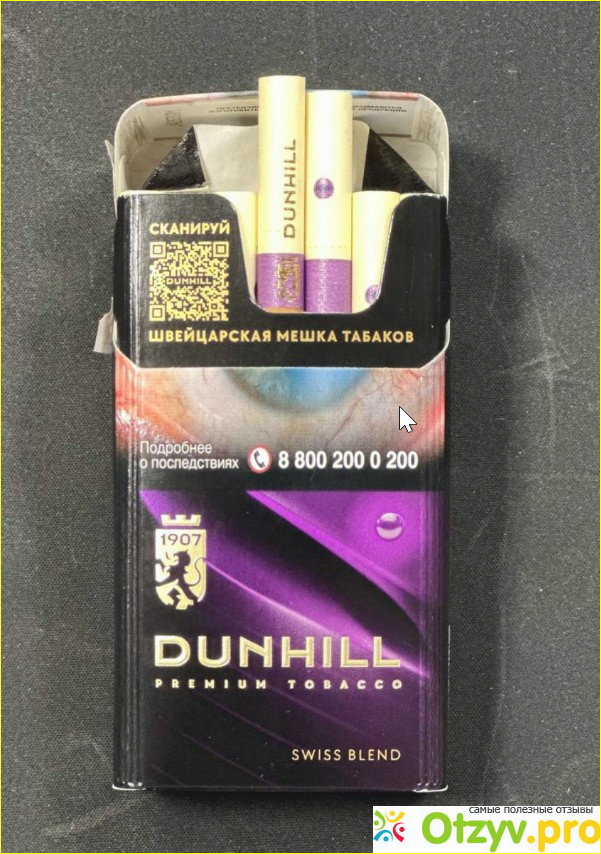 DUNHILL
СКАНИРУЙ
DUNHILL
ШВЕЙЦАРСКАЯ МЕШКА ТАБАКОВ
Подробнее
о последствиях 8 800 200 0 200
1907
DUNHILL
PREMIUM TOBACCO
SWISS BLEND
самые полезные отзывы
Otzyv.pro